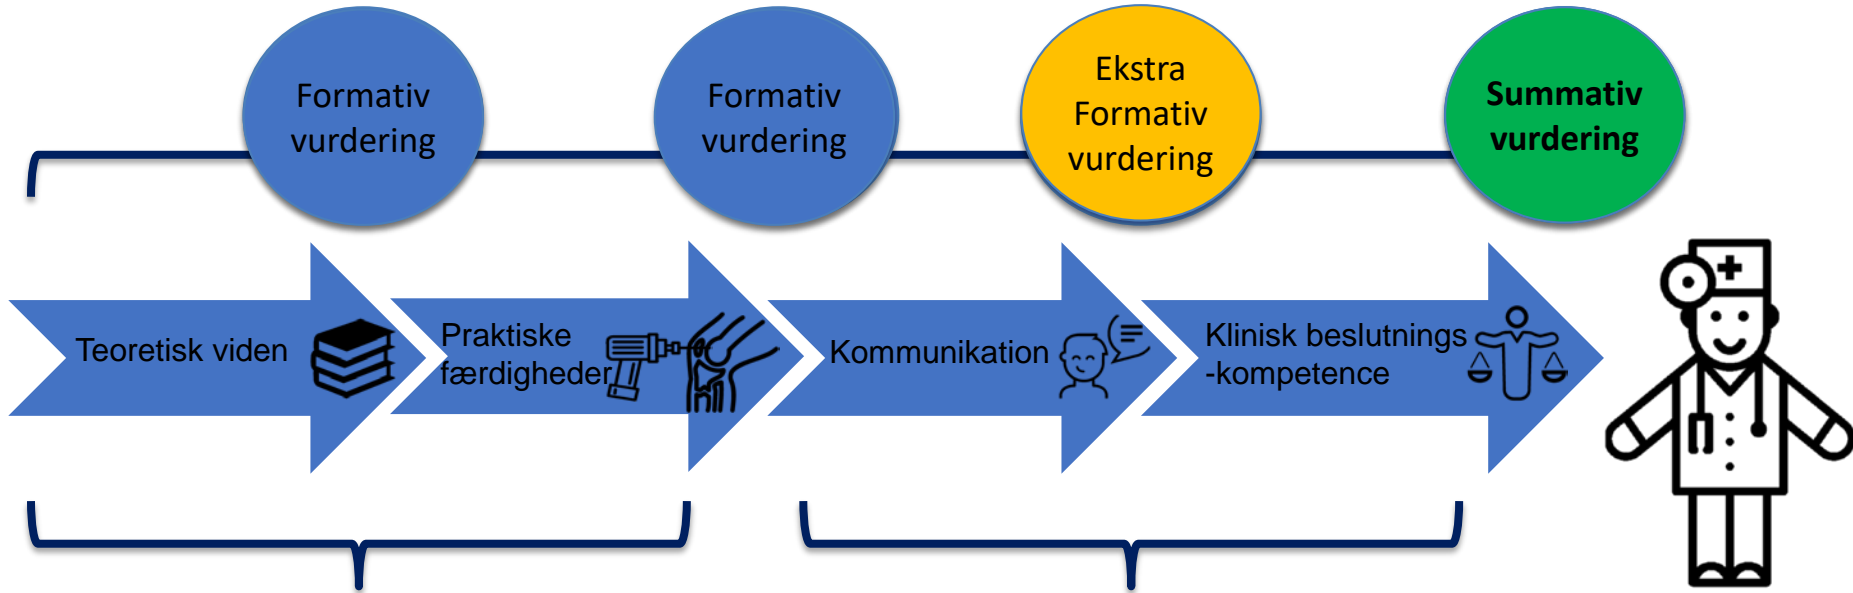 Formativ
vurdering
Formativ
vurdering
Ekstra
Formativ
vurdering
Summativ
vurdering
Teoretisk viden
Praktiske
færdigheder
Kommunikation
Klinisk beslutnings
-kompetence